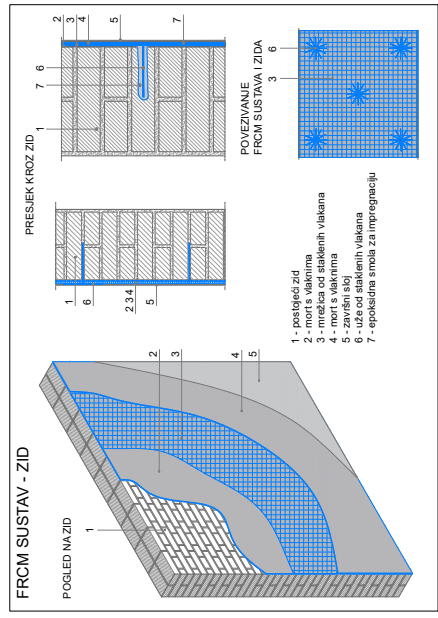 FRCM SUSTAV - ZID
POGLED NA ZID
1
2
3
4
5
PRESJEK KROZ ZID
1
6
2 3 4
5
2
3
4
5
7
6
7
1
POVEZIVANJE
FRCM SUSTAVA I ZIDA
6
3
1 - postojeći zid
2 - mort s vlaknima
3 - mrežica od staklenih vlakana
4 - mort s vlaknima
5 - završni sloj
6 - uže od staklenih vlakana
7 - epoksidna smola za impregnaciju